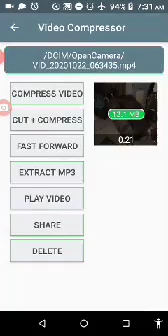 7:31 AM
Video Compressor
/DCIM/OpenCamera/
VID_20201022_063435.mp4
COMPRESS VIDEO
CUT + COMPRESS
FAST FORWARD
EXTRACT MP3
PLAY VIDEO
SHARE
DELETE
13.1 MB
0:21